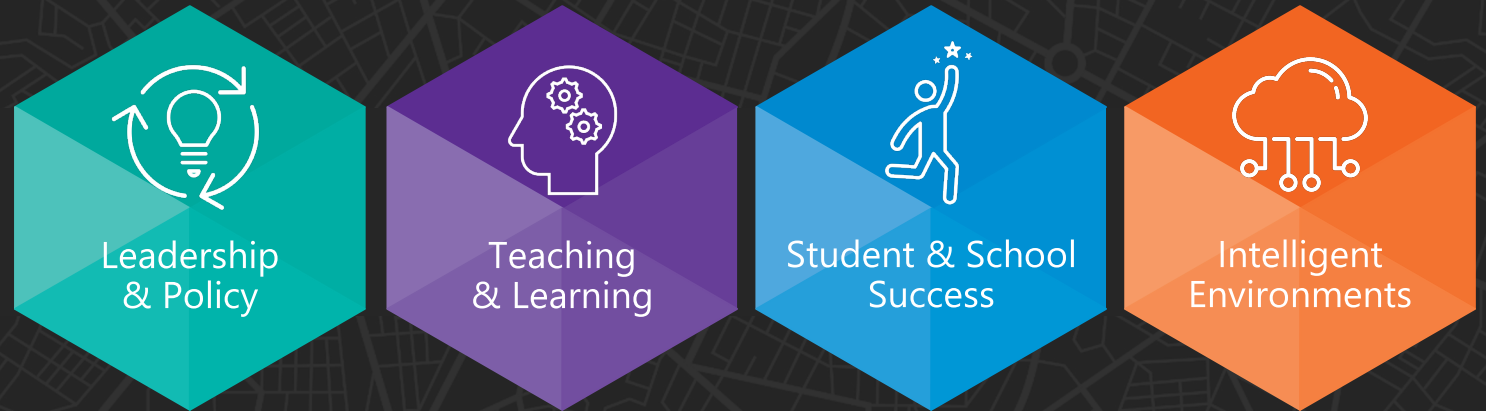 Leadership
& Policy
Teaching
& Learning
Student & School
Success
Intelligent
Environments